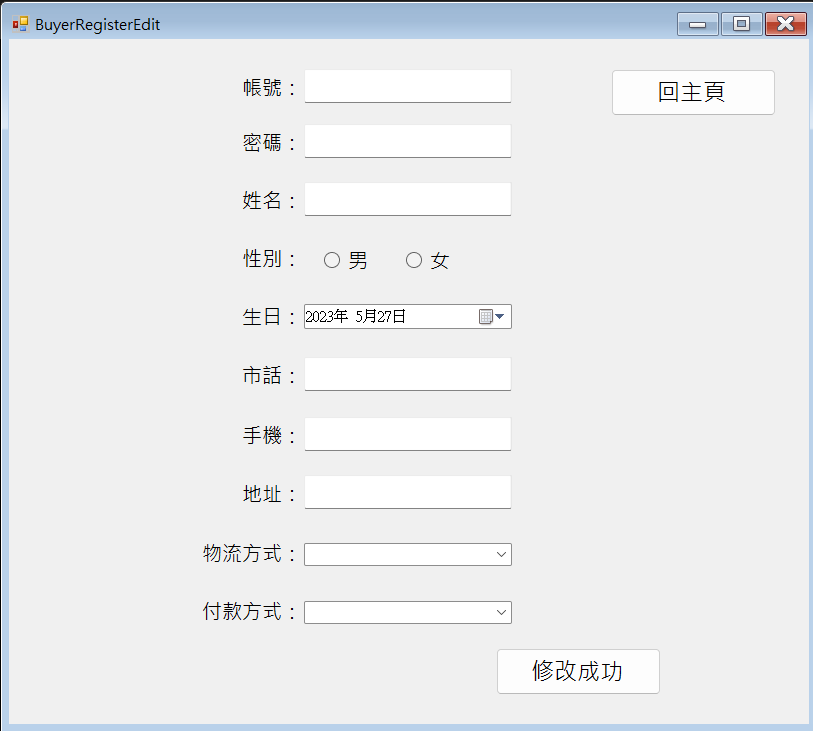 BuyerRegisterEdit
帳號：
回主頁
密碼：
姓名：
性別： 男 女
生日： 2023年 5月27日
市話：
手機：
地址：
物流方式：
付款方式：
修改成功